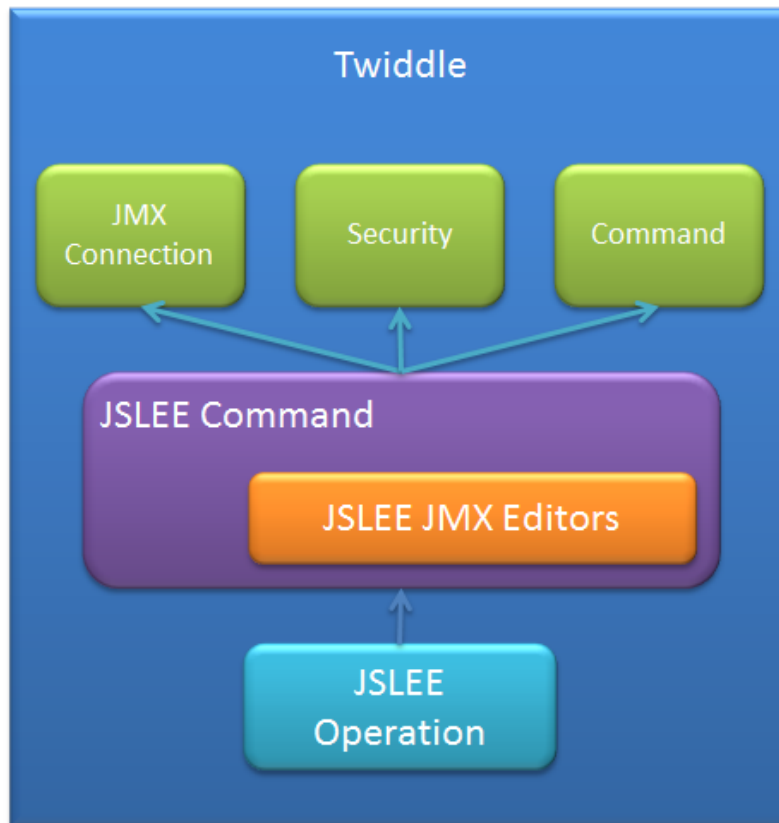 Twiddle
JMX
Connection
Security
Command
JSLEE Command
JSLEE JMX Editors
JSLEE
Operation